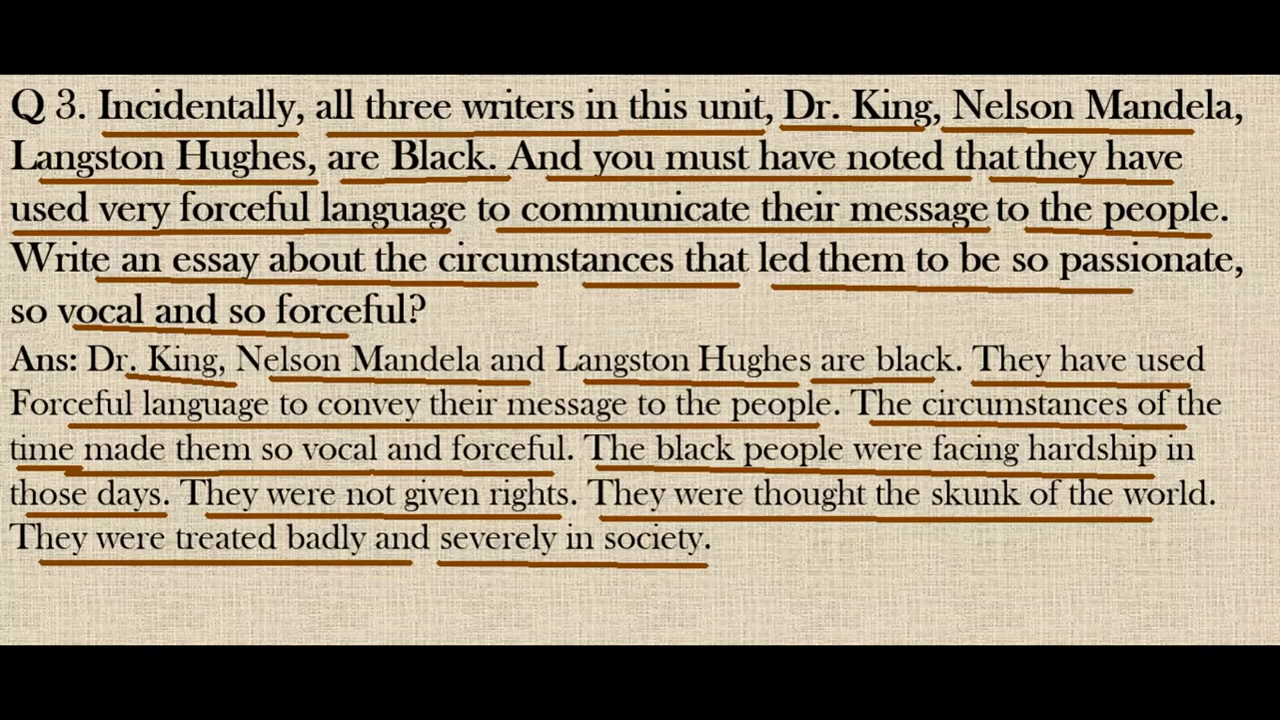 Q 3. Incidentally, all three writers in this unit, Dr. King, Nelson Mandela,
Langston Hughes, are Black. And you must have noted that they have
used very forceful language to communicate their message to the people.
Write an essay about the circumstances that led them to be so passionate,
so vocal and so forceful?
Ans: Dr. King, Nelson Mandela and Langston Hughes are black. They have used
Forceful language to convey their message to the people. The circumstances of the
time made them so vocal and forceful. The black people were facing hardship in
those days. They were not given rights. They were thought the skunk of the world.
They were treated badly and severely in society.